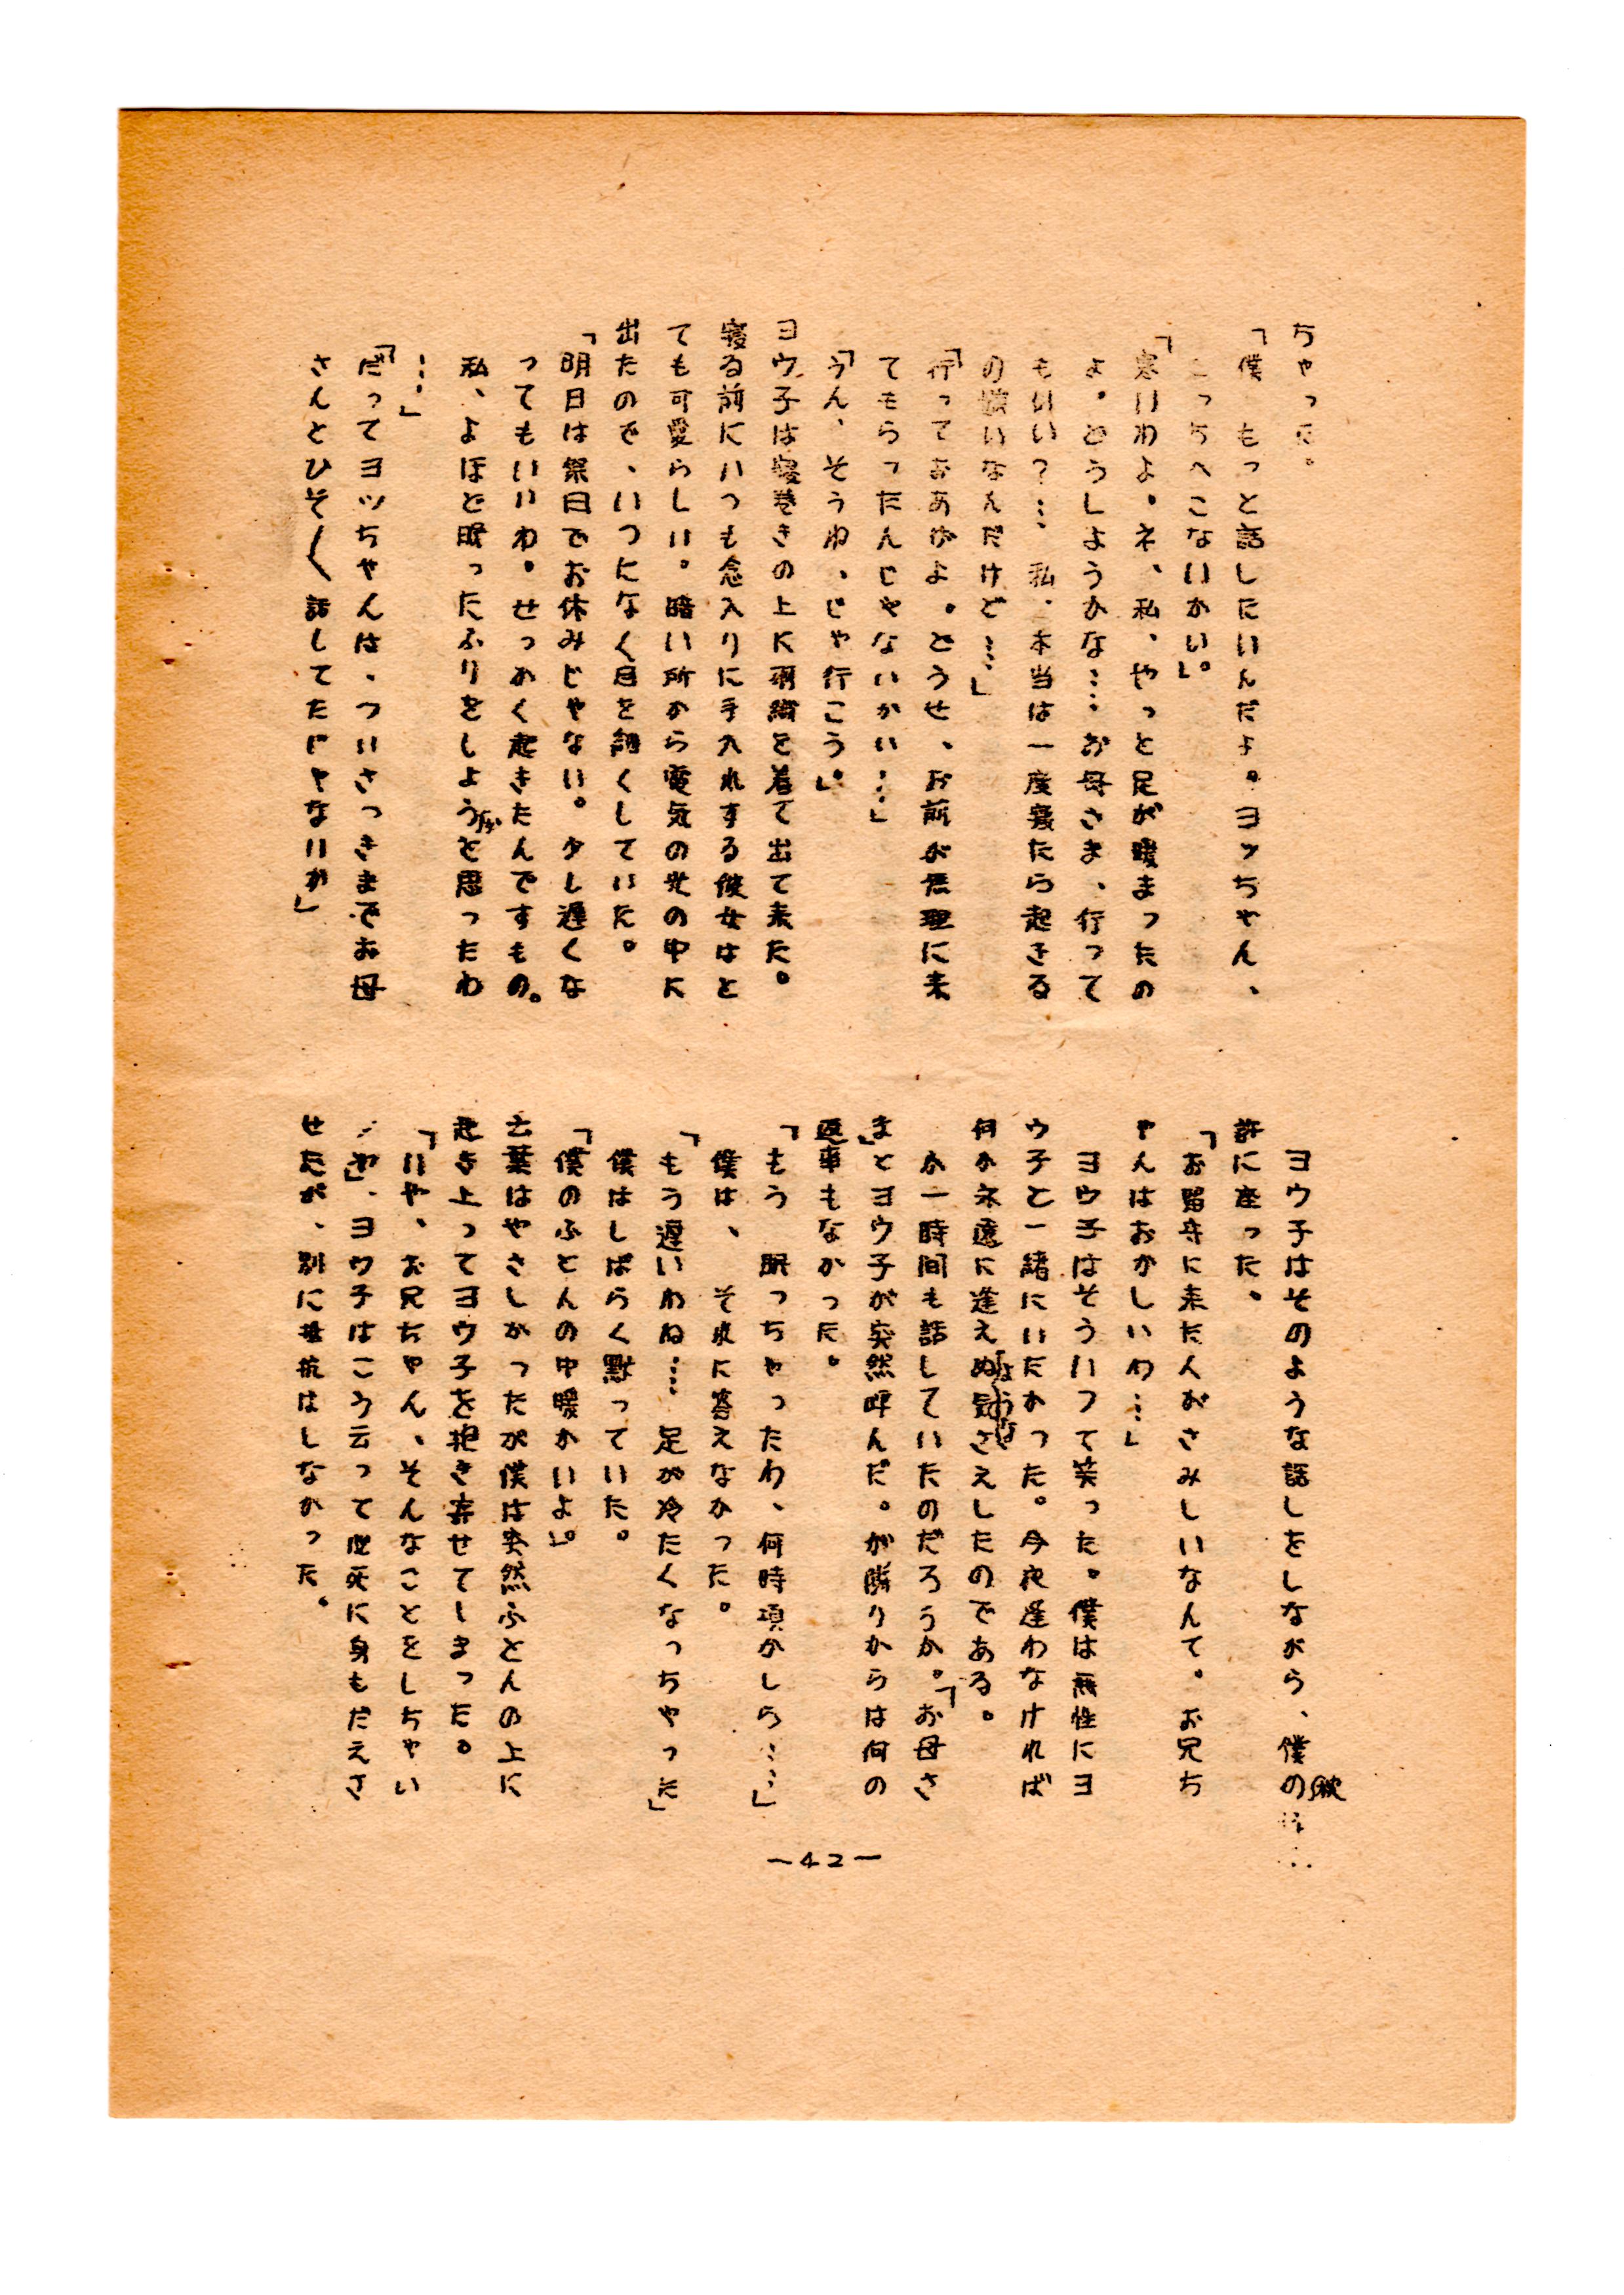 ちゃった。
「僕 もっと話したいんだよ。ヨッちゃん、
こっちへこないかい」。
「寒いわよ。ネ、私、やっと足が暖まったの
よ。どうしようかな…お母さま、行って
もいい？… 私、本当は一度寝たら起きる
の嫌いなんだけど…」
「行っておあげよ。どうせ、お前が無理に来
てもらったんじゃないかい…」
「うん、そうね、じゃ行こう」。
ヨウ子は寝巻きの上に羽織を着て出て来た。
寝る前にいつも念入りに手入れする彼女はと
ても可愛らしい。暗い所から電気の光の中に
出たので、いつになく目を細くしていた。
「明日は祭日でお休みじゃない。少し遅くな
ってもいいわ。せっかく起きたんですもの。
私、よほど眠ったふりをしようかと思ったわ
…」
「だってヨッちゃんは、ついさっきまでお母
さんとひそ〳〵話してたじゃないか」
ヨウ子はそのような話しをしながら、僕の枕
許に座った。
「お留守に来た人がさみしいなんて。お兄ち
ゃんはおかしいわ…」
ヨウ子はそういって笑った。僕は無性にヨ
ウ子と一緒にいたかった。今夜逢わなければ
何か永遠に逢えぬような気さえしたのである。
か一時間も話していたのだろうか。「お母さ
ま」とヨウ子が突然呼んだ。が隣りからは何の
返事もなかった。
「もう 眠っちゃったわ、何時頃かしら…」
僕は、 それに答えなかった。
「もう遅いわね… 足が冷たくなっちゃった」
僕はしばらく默っていた。
「僕のふとんの中暖かいよ」。
言葉はやさしかったが僕は突然ふとんの上に
起き上ってヨウ子を抱き寄せてしまった。
「いや、お兄ちゃん、そんなことをしちゃい
や」、ヨウ子はこう云って必死に身もだえさ
せたが、別に抵抗はしなかった。
—42—